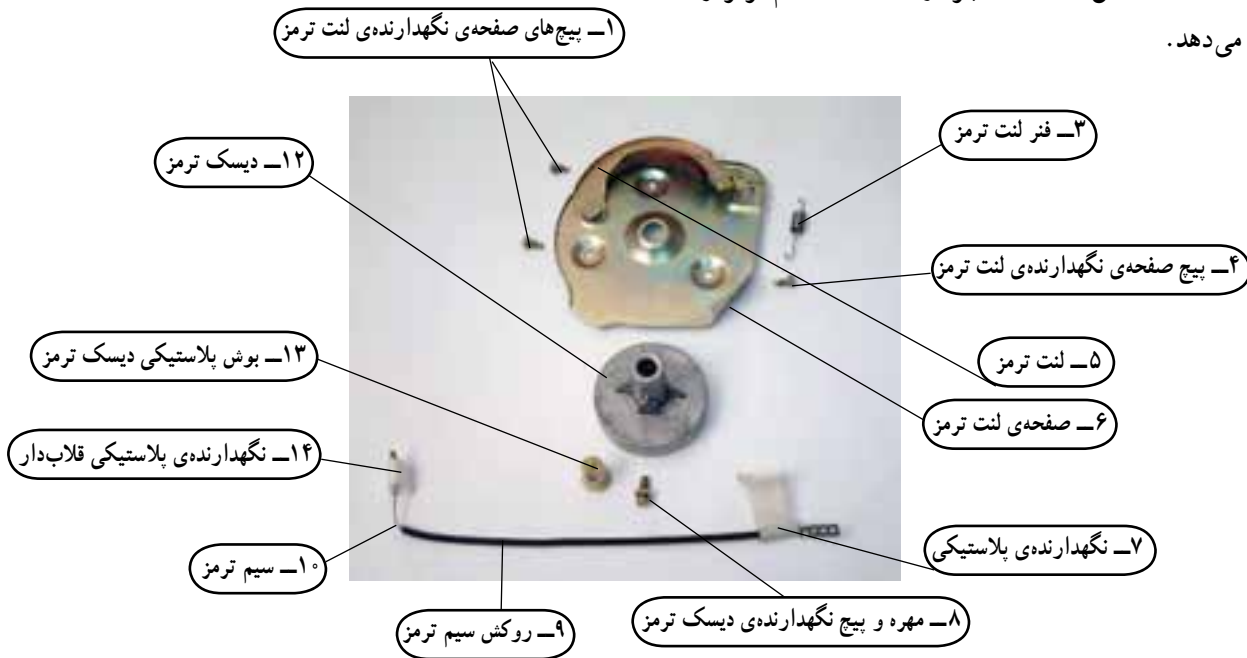 می‌دهد.
۱ــ پیچ‌های صفحه‌ی نگهدارنده‌ی لنت ترمز
۳ــ فنر لنت ترمز
۱۲ــ دیسک ترمز
۴ــ پیچ صفحه‌ی نگهدارنده‌ی لنت ترمز
۱۳ــ بوش پلاستیکی دیسک ترمز
۵ــ لنت ترمز
۶ــ صفحه‌ی لنت ترمز
۱۴ــ نگهدارنده‌ی پلاستیکی قلاب‌دار
۷ــ نگهدارنده‌ی پلاستیکی
۱۰ــ سیم ترمز
۸ــ مهره و پیچ نگهدارنده‌ی دیسک ترمز
۹ــ روکش سیم ترمز